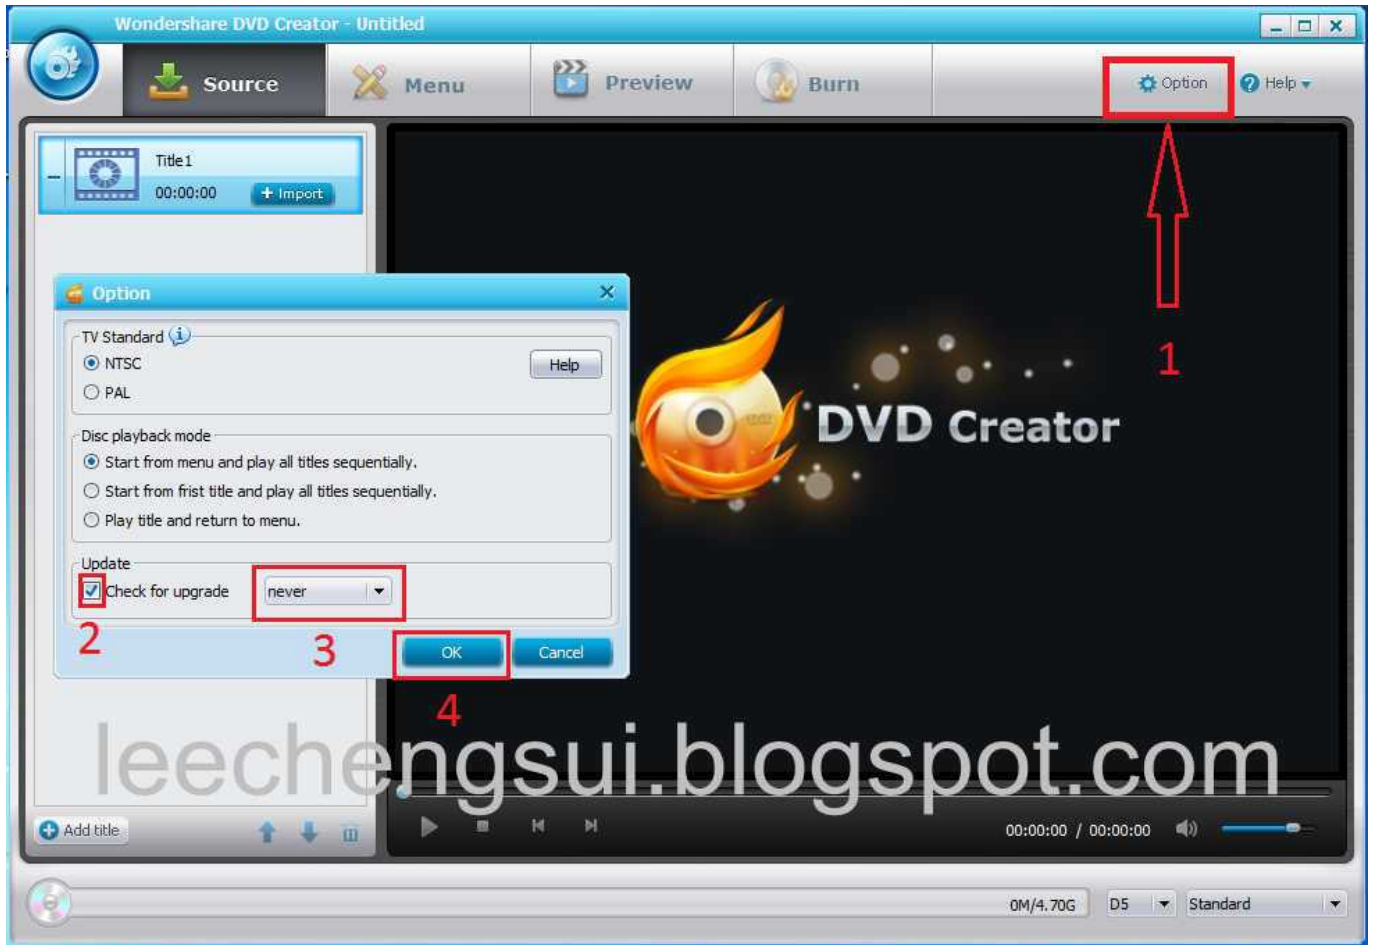 Wondershare DVD Creator - Untitled
Source
Menu
Preview
Burn
Option
Help
Title1
00:00:00
+ Import
1
Option
TV Standard
NTSC
Help
PAL
Disc playback mode
Start from menu and play all titles sequentially.
Start from frist title and play all titles sequentially.
Play title and return to menu.
Update
Check for upgrade
never
2
3
OK
Cancel
4
DVD Creator
leechengsui.blogspot.com
Add title
00:00:00 / 00:00:00
0M/4.70G
D5
Standard